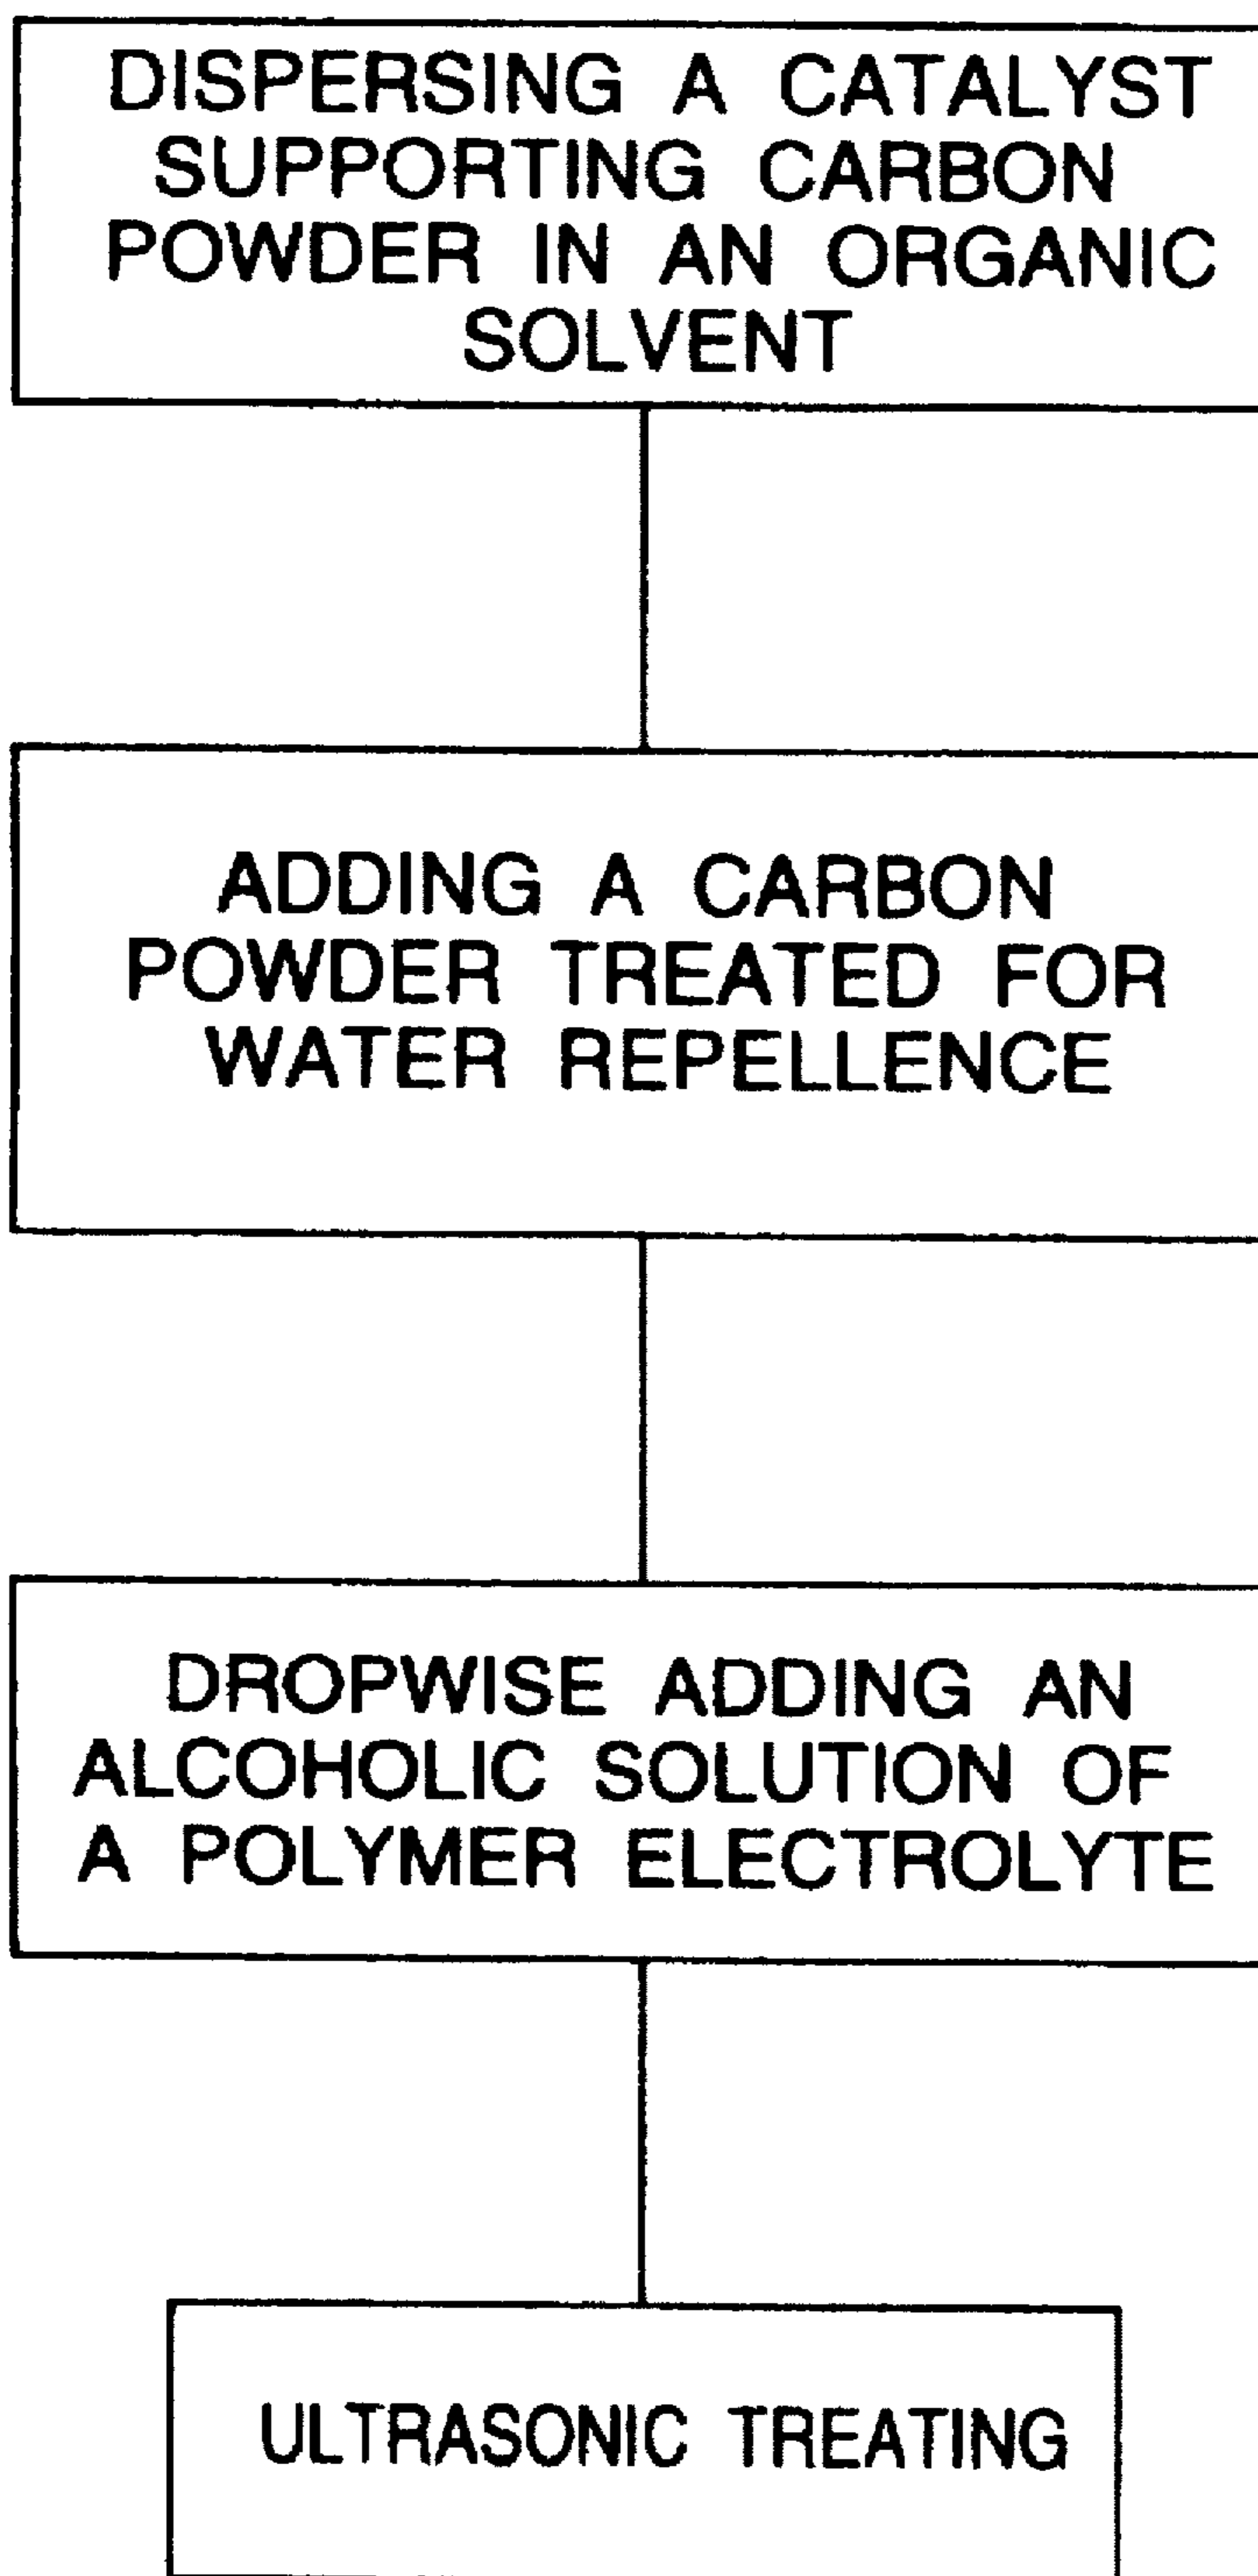 DISPERSING A CATALYST
SUPPORTING CARBON
POWDER IN AN ORGANIC
SOLVENT
ADDING A CARBON
POWDER TREATED FOR
WATER REPELLENCE
DROPWISE ADDING AN
ALCOHOLIC SOLUTION OF
A POLYMER ELECTROLYTE
ULTRASONIC TREATING